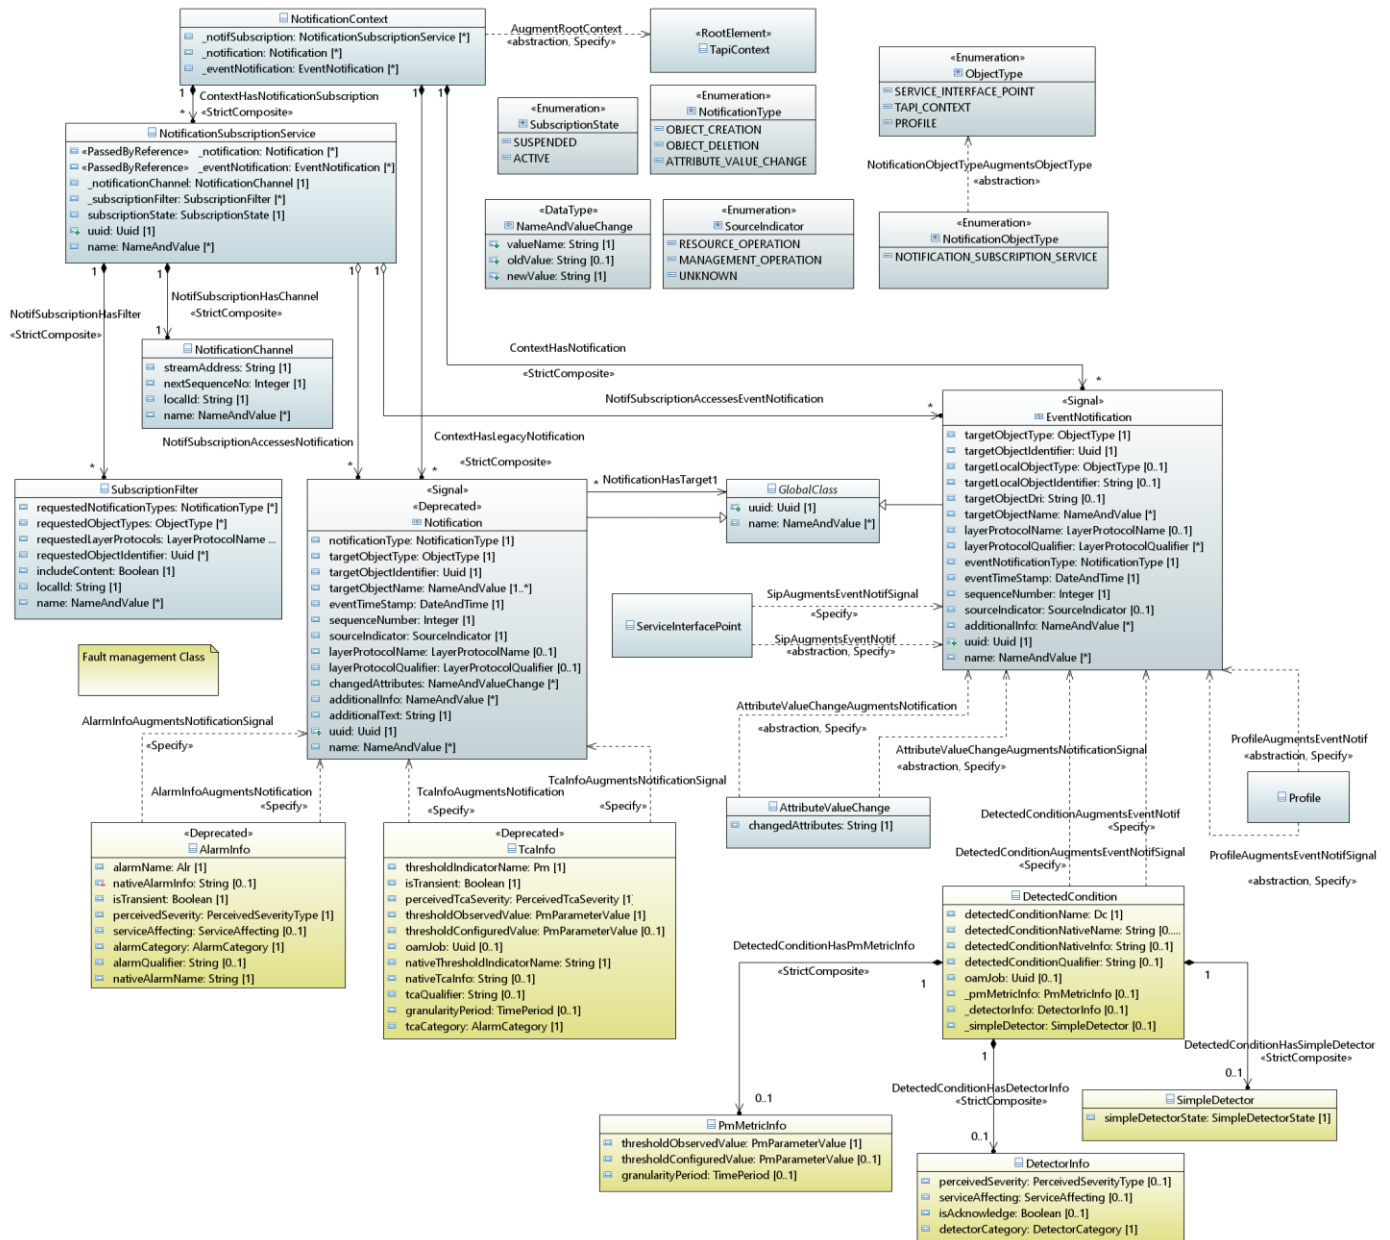 NotificationContext
_notifSubscription: NotificationSubscriptionService [*]
_notification: Notification [*]
_eventNotification: EventNotification [*]
AugmentRootContext
«abstraction, Specify»
«RootElement»
TapiContext
«Enumeration»
ObjectType
SERVICE_INTERFACE_POINT
TAPI_CONTEXT
PROFILE
1
1
1
ContextHasNotificationSubscription
*
«StrictComposite»
«Enumeration»
SubscriptionState
SUSPENDED
ACTIVE
«Enumeration»
NotificationType
OBJECT_CREATION
OBJECT_DELETION
ATTRIBUTE_VALUE_CHANGE
NotificationObjectTypeAugmentsObjectType
«abstraction»
NotificationSubscriptionService
«PassedByReference» _notification: Notification [*]
«PassedByReference» _eventNotification: EventNotification [*]
_notificationChannel: NotificationChannel [1]
_subscriptionFilter: SubscriptionFilter [*]
subscriptionState: SubscriptionState [1]
uuid: Uuid [1]
name: NameAndValue [*]
«DataType»
NameAndValueChange
valueName: String [1]
oldValue: String [0..1]
newValue: String [1]
«Enumeration»
SourceIndicator
RESOURCE_OPERATION
MANAGEMENT_OPERATION
UNKNOWN
«Enumeration»
NotificationObjectType
NOTIFICATION_SUBSCRIPTION_SERVICE
1
1
1
1
NotifSubscriptionHasChannel
«StrictComposite»
NotifSubscriptionHasFilter
«StrictComposite»
1
NotificationChannel
streamAddress: String [1]
nextSequenceNo: Integer [1]
localId: String [1]
name: NameAndValue [*]
ContextHasNotification
«StrictComposite»
*
NotifSubscriptionAccessesEventNotification
*
NotifSubscriptionAccessesNotification
ContextHasLegacyNotification
«StrictComposite»
*
*
*
SubscriptionFilter
requestedNotificationTypes: NotificationType [*]
requestedObjectTypes: ObjectType [*]
requestedLayerProtocols: LayerProtocolName ...
requestedObjectIdentifier: Uuid [*]
includeContent: Boolean [1]
localId: String [1]
name: NameAndValue [*]
«Signal»
«Deprecated»
Notification
notificationType: NotificationType [1]
targetObjectType: ObjectType [1]
targetObjectIdentifier: Uuid [1]
targetObjectName: NameAndValue [1..*]
eventTimeStamp: DateAndTime [1]
sequenceNumber: Integer [1]
sourceIndicator: SourceIndicator [1]
layerProtocolName: LayerProtocolName [0..1]
layerProtocolQualifier: LayerProtocolQualifier [0..1]
changedAttributes: NameAndValueChange [*]
additionalInfo: NameAndValue [*]
additionalText: String [1]
uuid: Uuid [1]
name: NameAndValue [*]
* NotificationHasTarget1
GlobalClass
uuid: Uuid [1]
name: NameAndValue [*]
«Signal»
EventNotification
targetObjectType: ObjectType [1]
targetObjectIdentifier: Uuid [1]
targetLocalObjectType: ObjectType [0..1]
targetLocalObjectIdentifier: String [0..1]
targetObjectDri: String [0..1]
targetObjectName: NameAndValue [*]
layerProtocolName: LayerProtocolName [0..1]
layerProtocolQualifier: LayerProtocolQualifier [*]
eventNotificationType: NotificationType [1]
eventTimeStamp: DateAndTime [1]
sequenceNumber: Integer [1]
sourceIndicator: SourceIndicator [0..1]
additionalInfo: NameAndValue [*]
uuid: Uuid [1]
name: NameAndValue [*]
ServiceInterfacePoint
SipAugmentsEventNotifSignal
«Specify»
SipAugmentsEventNotif
«abstraction, Specify»
Fault management Class
AlarmInfoAugmentsNotificationSignal
«Specify»
AlarmInfoAugmentsNotification
«Specify»
TcaInfoAugmentsNotificationSignal
«Specify»
TcaInfoAugmentsNotification
«Specify»
AttributeValueChangeAugmentsNotification
«abstraction, Specify»
AttributeValueChangeAugmentsNotificationSignal
«abstraction, Specify»
ProfileAugmentsEventNotif
«abstraction, Specify»
Profile
AttributeValueChange
changedAttributes: String [1]
DetectedConditionAugmentsEventNotif
«Specify»
DetectedConditionAugmentsEventNotifSignal
«Specify»
ProfileAugmentsEventNotifSignal
«abstraction, Specify»
«Deprecated»
AlarmInfo
alarmName: Alr [1]
nativeAlarmInfo: String [0..1]
isTransient: Boolean [1]
perceivedSeverity: PerceivedSeverityType [1]
serviceAffecting: ServiceAffecting [0..1]
alarmCategory: AlarmCategory [1]
alarmQualifier: String [0..1]
nativeAlarmName: String [1]
«Deprecated»
TcaInfo
thresholdIndicatorName: Pm [1]
isTransient: Boolean [1]
perceivedTcaSeverity: PerceivedTcaSeverity [1]
thresholdObservedValue: PmParameterValue [1]
thresholdConfiguredValue: PmParameterValue [0..1]
oamJob: Uuid [0..1]
nativeThresholdIndicatorName: String [1]
nativeTcaInfo: String [0..1]
tcaQualifier: String [0..1]
granularityPeriod: TimePeriod [0..1]
tcaCategory: AlarmCategory [1]
DetectedCondition
detectedConditionName: Dc [1]
detectedConditionNativeName: String [0.....
detectedConditionNativeInfo: String [0..1]
detectedConditionQualifier: String [0..1]
oamJob: Uuid [0..1]
_pmMetricInfo: PmMetricInfo [0..1]
_detectorInfo: DetectorInfo [0..1]
_simpleDetector: SimpleDetector [0..1]
DetectedConditionHasPmMetricInfo
«StrictComposite»
1
1
1
DetectedConditionHasSimpleDetector
«StrictComposite»
DetectedConditionHasDetectorInfo
«StrictComposite»
0..1
0..1
0..1
PmMetricInfo
thresholdObservedValue: PmParameterValue [1]
thresholdConfiguredValue: PmParameterValue [0..1]
granularityPeriod: TimePeriod [0..1]
SimpleDetector
simpleDetectorState: SimpleDetectorState [1]
DetectorInfo
perceivedSeverity: PerceivedSeverityType [0..1]
serviceAffecting: ServiceAffecting [0..1]
isAcknowledge: Boolean [0..1]
detectorCategory: DetectorCategory [1]